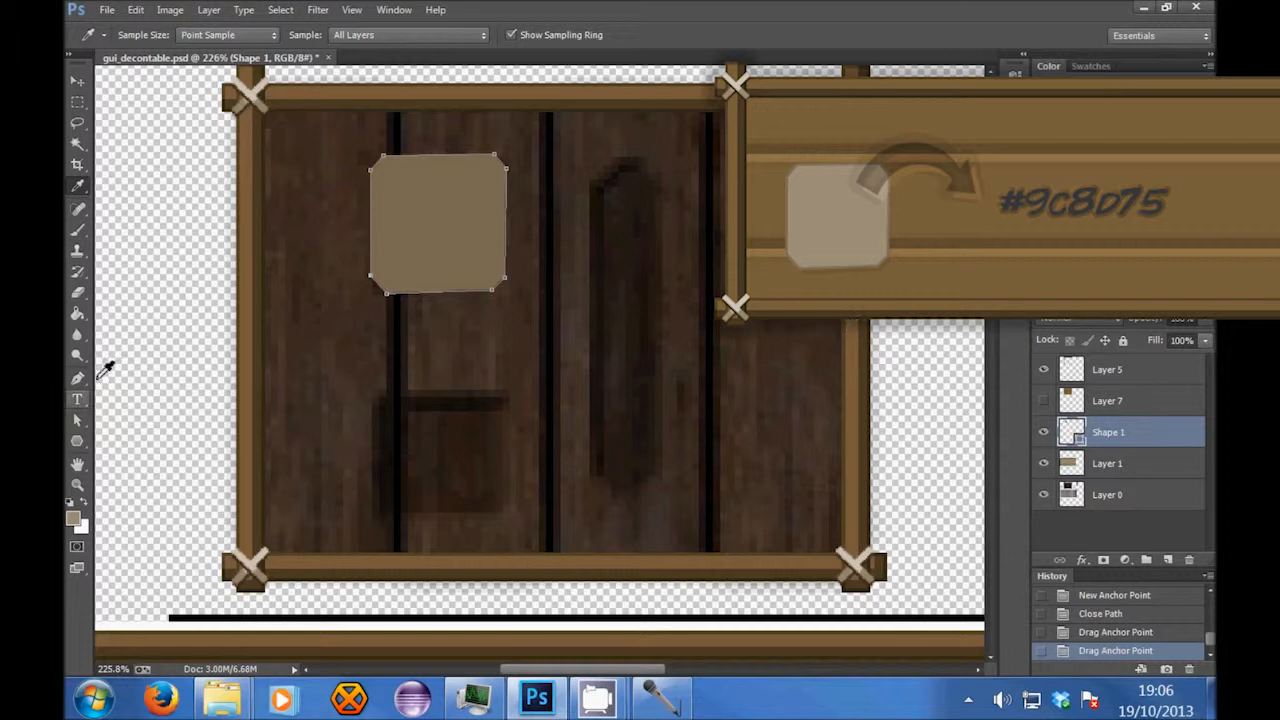 Ps File Edit Image Layer Type Select Filter View Window Help
Sample Size: Point Sample Sample: All Layers Show Sampling Ring Essentials
gui_decontable.psd @ 226% (Shape 1, RGB/8#) * ×
Color Swatches
#9c8d75
Lock: Fill: 100%
Layer 5
Layer 7
Shape 1
Layer 1
Layer 0
fx
History
New Anchor Point
Close Path
Drag Anchor Point
Drag Anchor Point
225.8% Doc: 3.00M/6.68M
Ps
19:06
19/10/2013